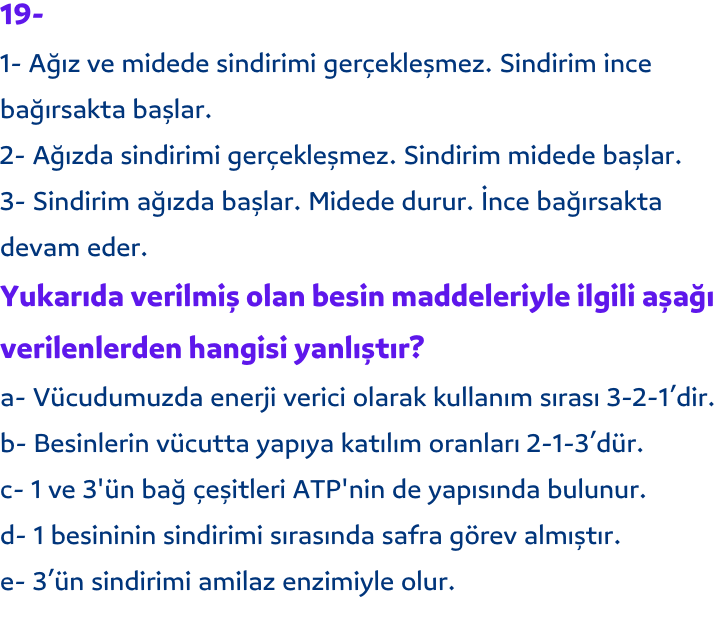 19-
1- Ağız ve midede sindirimi gerçekleşmez. Sindirim ince
bağırsakta başlar.
2- Ağızda sindirimi gerçekleşmez. Sindirim midede başlar.
3- Sindirim ağızda başlar. Midede durur. İnce bağırsakta
devam eder.
Yukarıda verilmiş olan besin maddeleriyle ilgili aşağı
verilenlerden hangisi yanlıştır?
a- Vücudumuzda enerji verici olarak kullanım sırası 3-2-1’dir.
b- Besinlerin vücutta yapıya katılım oranları 2-1-3’dür.
c- 1 ve 3'ün bağ çeşitleri ATP'nin de yapısında bulunur.
d- 1 besininin sindirimi sırasında safra görev almıştır.
e- 3’ün sindirimi amilaz enzimiyle olur.